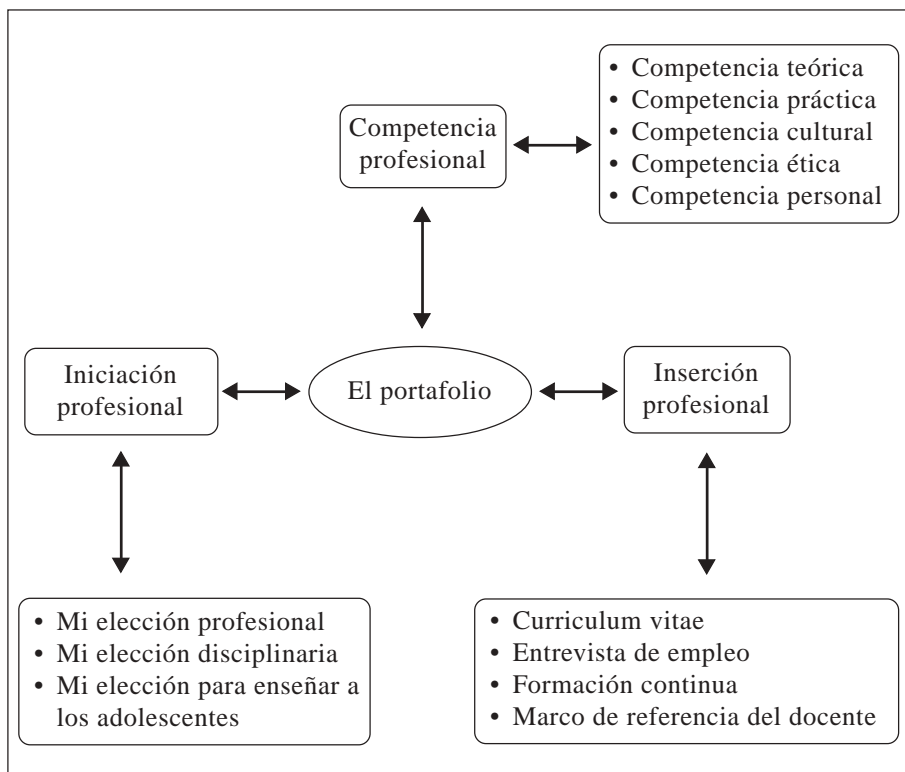 Competencia
profesional
• Competencia teórica
• Competencia práctica
• Competencia cultural
• Competencia ética
• Competencia personal
Iniciación
profesional
El portafolio
Inserción
profesional
• Mi elección profesional
• Mi elección disciplinaria
• Mi elección para enseñar a
los adolescentes
• Curriculum vitae
• Entrevista de empleo
• Formación continua
• Marco de referencia del docente